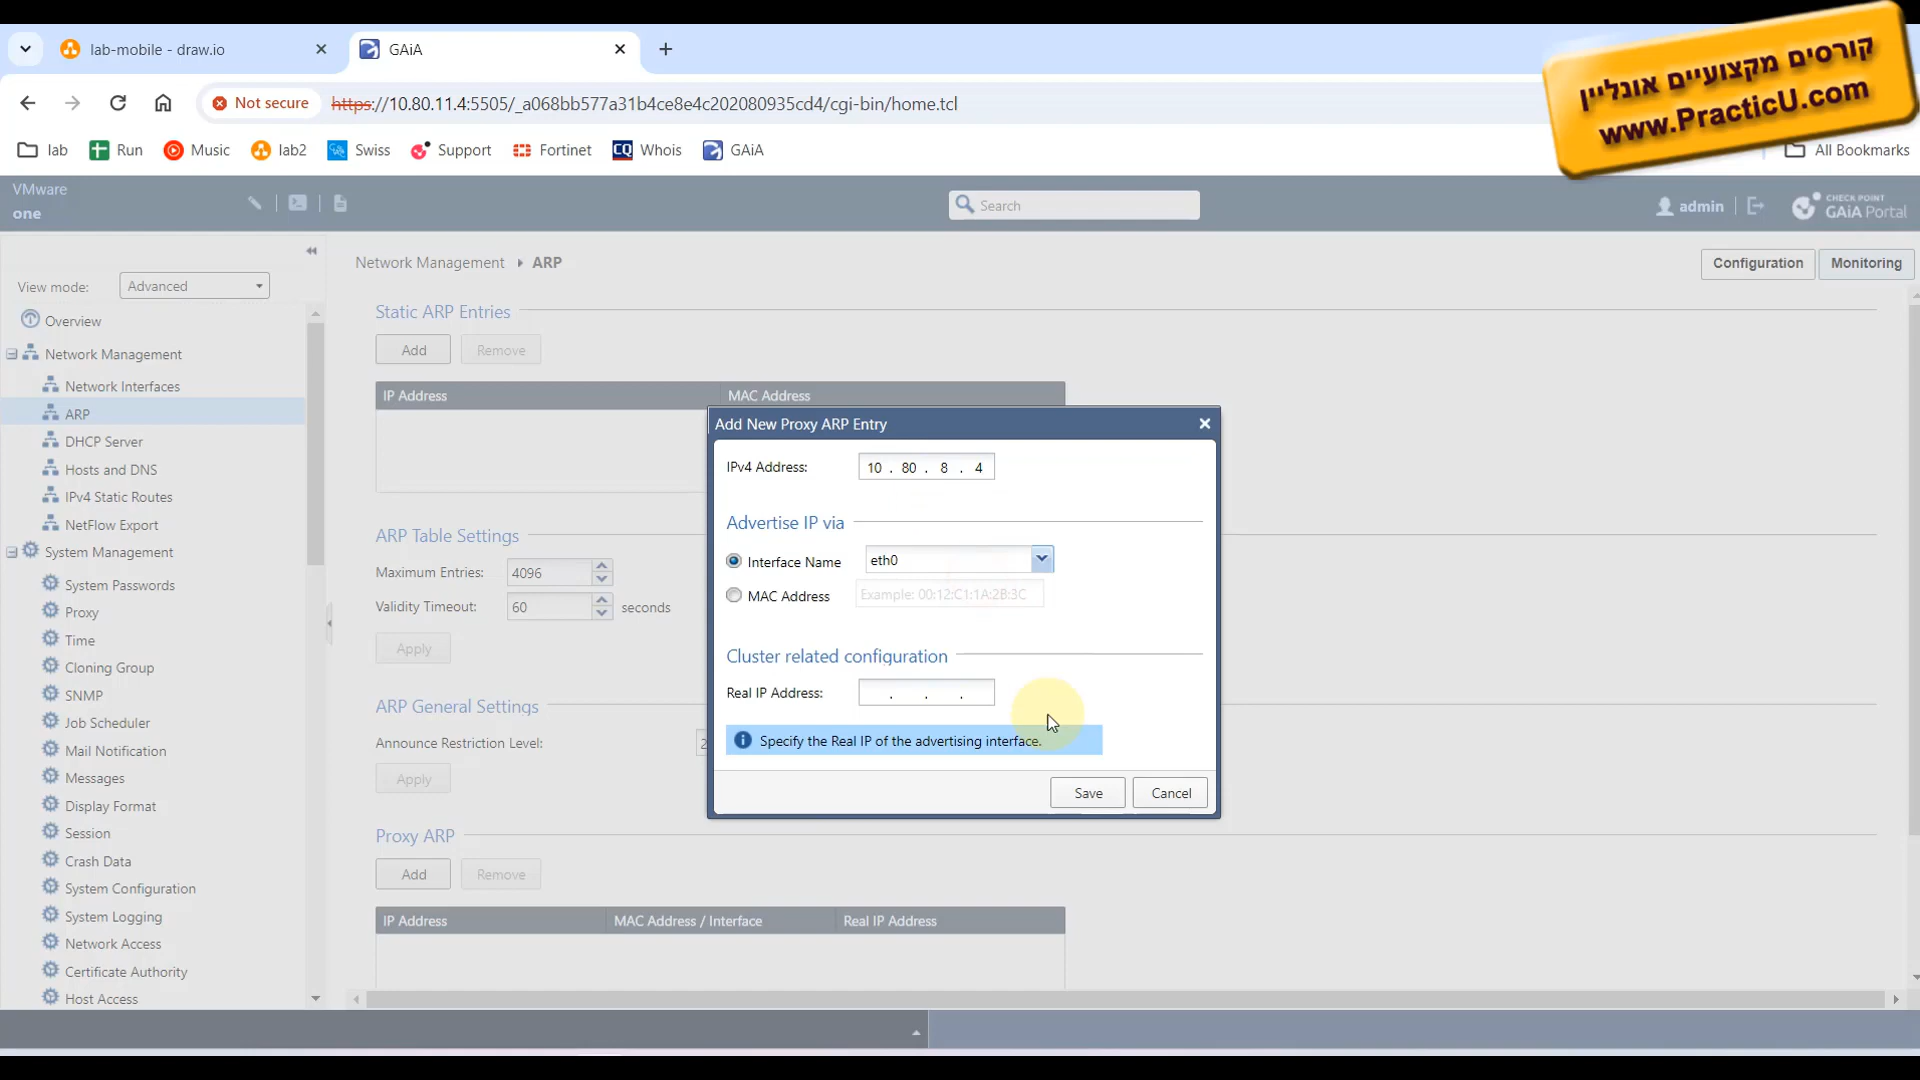 lab-mobile - draw.io
GAiA
קורסים מקצועיים אונליין
www.PracticU.com
Not secure
https://10.80.11.4:5505/_a068bb577a31b4ce8e4c202080935cd4/cgi-bin/home.tcl
lab
Run
Music
lab2
Swiss
Support
Fortinet
CQ
Whois
GAiA
All Bookmarks
VMware
one
Search
admin
CHECK POINT
GAiA Portal
View mode:
Advanced
Overview
Network Management
Network Interfaces
ARP
DHCP Server
Hosts and DNS
IPv4 Static Routes
NetFlow Export
System Management
System Passwords
Proxy
Time
Cloning Group
SNMP
Job Scheduler
Mail Notification
Messages
Display Format
Session
Crash Data
System Configuration
System Logging
Network Access
Certificate Authority
Host Access
Network Management ARP
Configuration
Monitoring
Static ARP Entries
Add
Remove
IP Address
MAC Address
ARP Table Settings
Maximum Entries:
4096
Validity Timeout:
60
seconds
Apply
ARP General Settings
Announce Restriction Level:
2
Apply
Proxy ARP
Add
Remove
IP Address
MAC Address / Interface
Real IP Address
Add New Proxy ARP Entry
IPv4 Address:
10 . 80 . 8 . 4
Advertise IP via
Interface Name
eth0
MAC Address
Example: 00:12:C1:1A:2B:3C
Cluster related configuration
Real IP Address:
. . .
Specify the Real IP of the advertising interface.
Save
Cancel